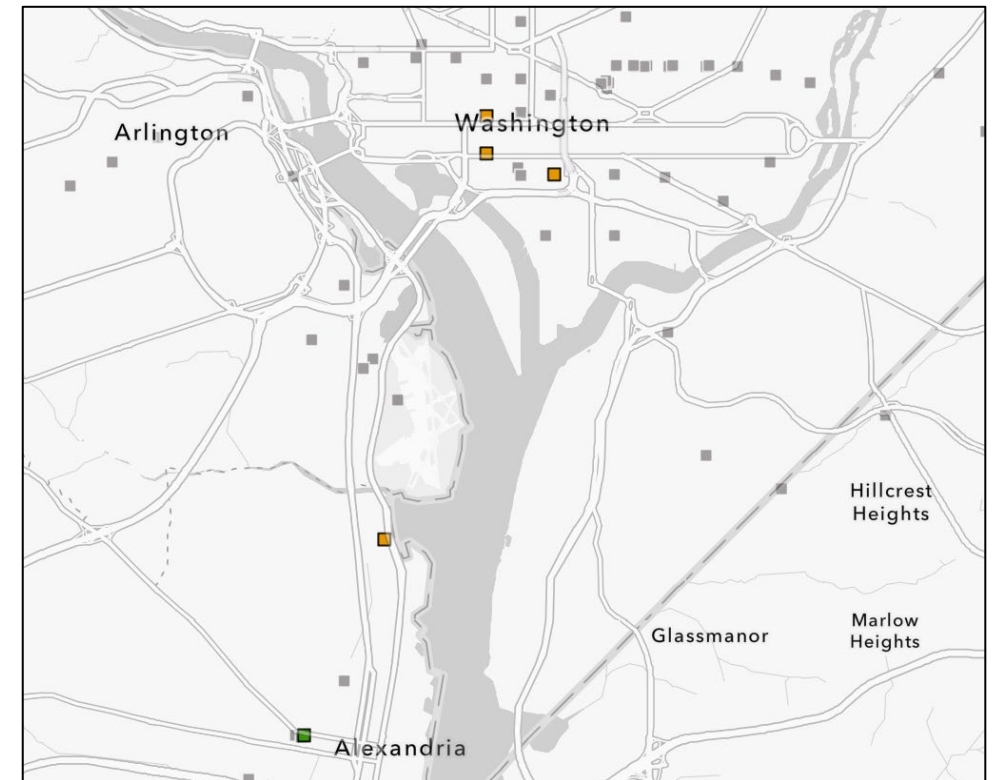 Washington
Arlington
Hillcrest
Heights
Marlow
Heights
Glassmanor
Alexandria